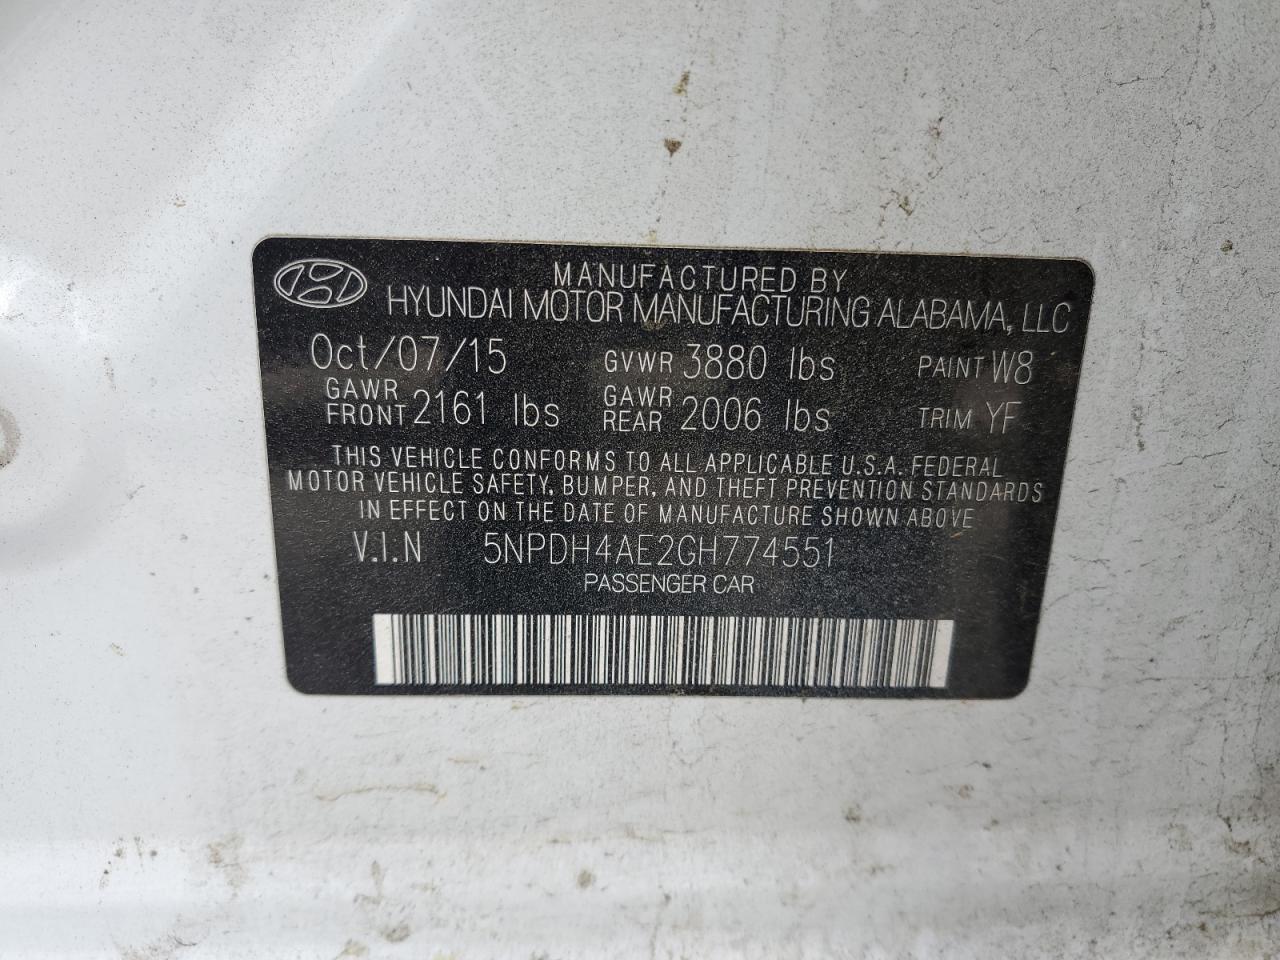 MANUFACTURED BY
HYUNDAI MOTOR MANUFACTURING ALABAMA, LLC
Oct/07/15 GVWR 3880 lbs PAINT W8
GAWR FRONT 2161 lbs GAWR REAR 2006 lbs TRIM YF
THIS VEHICLE CONFORMS TO ALL APPLICABLE U.S.A. FEDERAL
MOTOR VEHICLE SAFETY, BUMPER, AND THEFT PREVENTION STANDARDS
IN EFFECT ON THE DATE OF MANUFACTURE SHOWN ABOVE
V.I.N 5NPDH4AE2GH774551
PASSENGER CAR